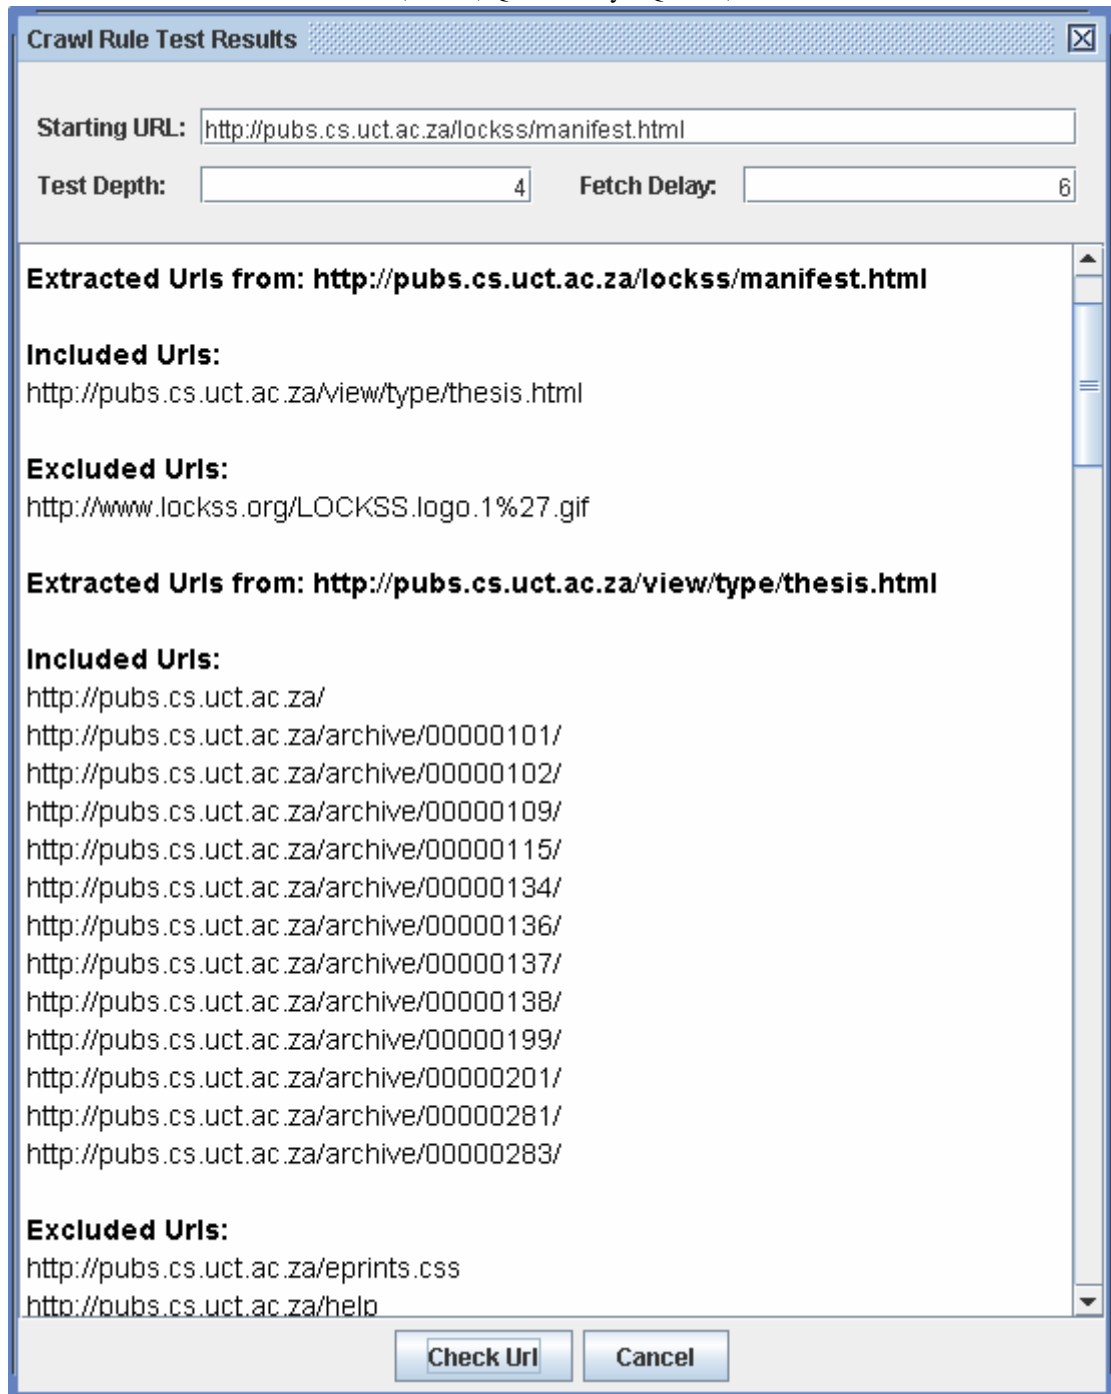 Crawl Rule Test Results
Starting URL: http://pubs.cs.uct.ac.za/lockss/manifest.html
Test Depth: 4 Fetch Delay: 6
Extracted Urls from: http://pubs.cs.uct.ac.za/lockss/manifest.html
Included Urls:
http://pubs.cs.uct.ac.za/view/type/thesis.html
Excluded Urls:
http://www.lockss.org/LOCKSS.logo.1%27.gif
Extracted Urls from: http://pubs.cs.uct.ac.za/view/type/thesis.html
Included Urls:
http://pubs.cs.uct.ac.za/
http://pubs.cs.uct.ac.za/archive/00000101/
http://pubs.cs.uct.ac.za/archive/00000102/
http://pubs.cs.uct.ac.za/archive/00000109/
http://pubs.cs.uct.ac.za/archive/00000115/
http://pubs.cs.uct.ac.za/archive/00000134/
http://pubs.cs.uct.ac.za/archive/00000136/
http://pubs.cs.uct.ac.za/archive/00000137/
http://pubs.cs.uct.ac.za/archive/00000138/
http://pubs.cs.uct.ac.za/archive/00000199/
http://pubs.cs.uct.ac.za/archive/00000201/
http://pubs.cs.uct.ac.za/archive/00000281/
http://pubs.cs.uct.ac.za/archive/00000283/
Excluded Urls:
http://pubs.cs.uct.ac.za/eprints.css
http://pubs.cs.uct.ac.za/help
Check Url Cancel